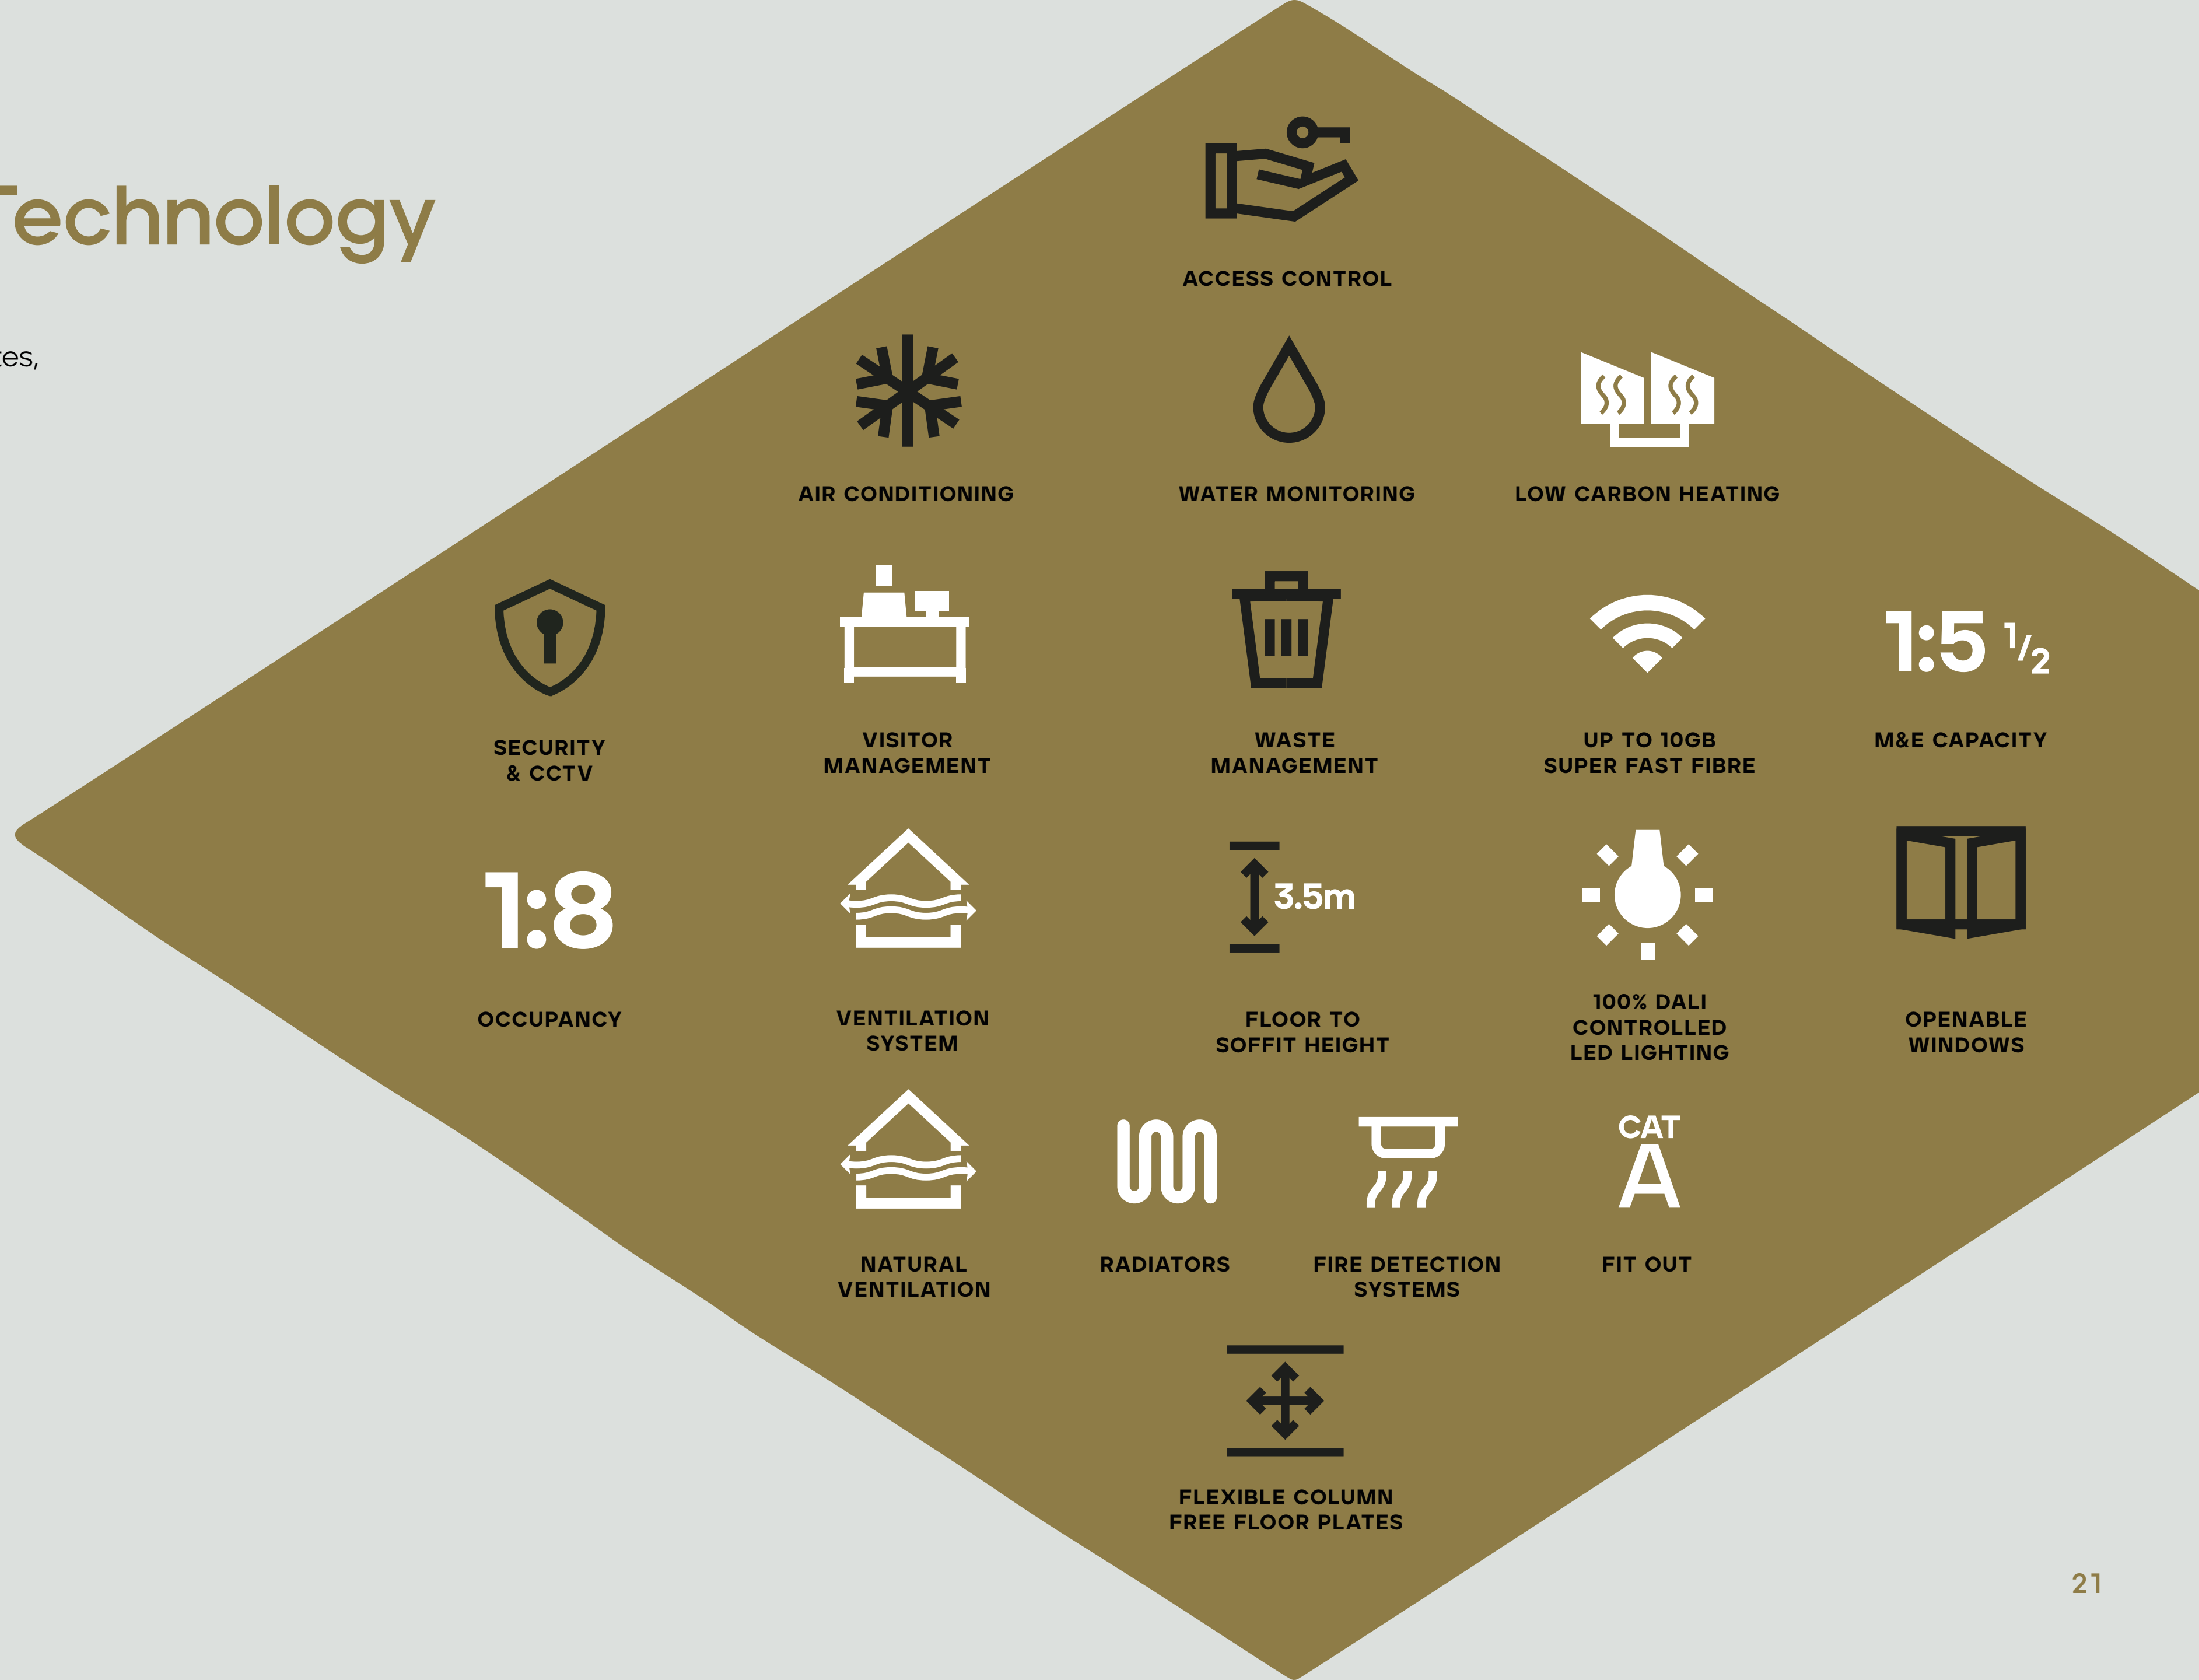 Technology
tes,
ACCESS CONTROL
AIR CONDITIONING
WATER MONITORING
LOW CARBON HEATING
SECURITY
& CCTV
VISITOR
MANAGEMENT
WASTE
MANAGEMENT
UP TO 10GB
SUPER FAST FIBRE
1:5 1/2
M&E CAPACITY
1:8
OCCUPANCY
VENTILATION
SYSTEM
3.5m
FLOOR TO
SOFFIT HEIGHT
100% DALI
CONTROLLED
LED LIGHTING
OPENABLE
WINDOWS
NATURAL
VENTILATION
RADIATORS
FIRE DETECTION
SYSTEMS
CAT
A
FIT OUT
FLEXIBLE COLUMN
FREE FLOOR PLATES
21